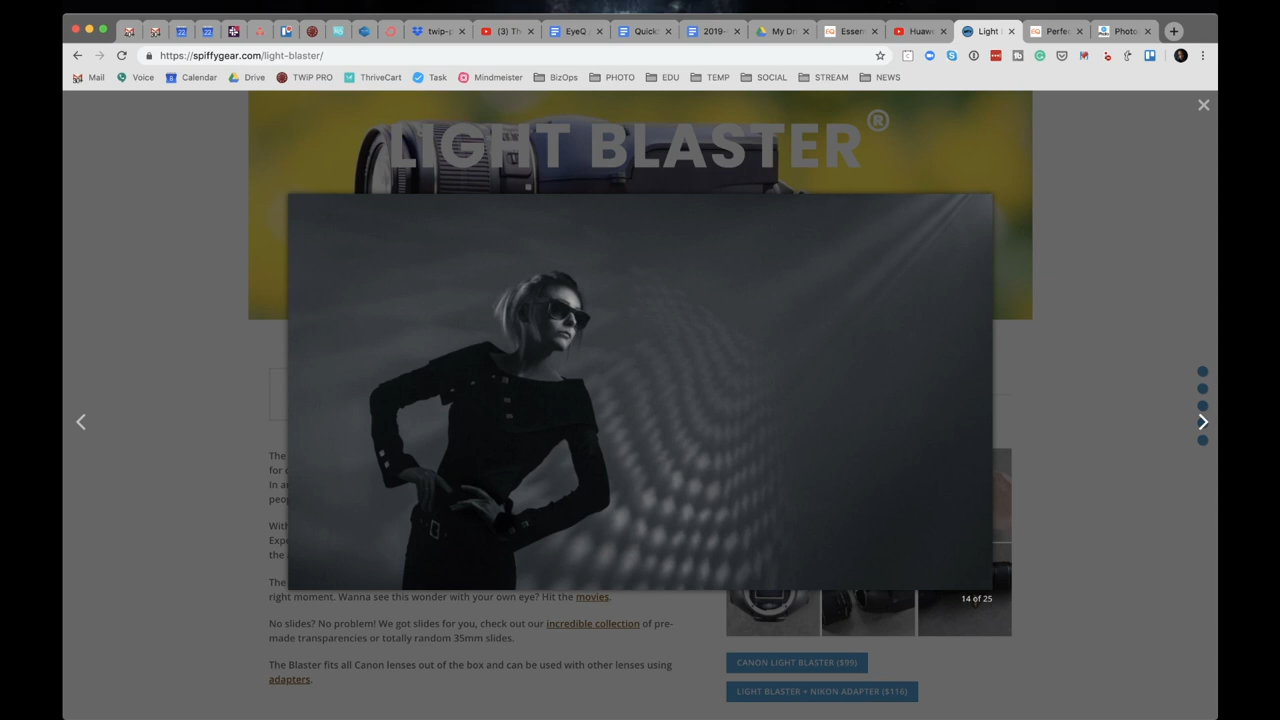 twip-p
(3) Th
EyeQ
Quick
2019-
My Dr
Essen
Huawe
Light
Perfec
Photo
https://spiffygear.com/light-blaster/
Mail Voice Calendar Drive TWiP PRO ThriveCart Task Mindmeister BizOps PHOTO EDU TEMP SOCIAL STREAM NEWS
LIGHT BLASTER®
The
for c
In ar
peop
With
Expe
the a
The
right moment. Wanna see this wonder with your own eye? Hit the movies.
14 of 25
No slides? No problem! We got slides for you, check out our incredible collection of pre-
made transparencies or totally random 35mm slides.
The Blaster fits all Canon lenses out of the box and can be used with other lenses using
adapters.
CANON LIGHT BLASTER ($99)
LIGHT BLASTER + NIKON ADAPTER ($116)